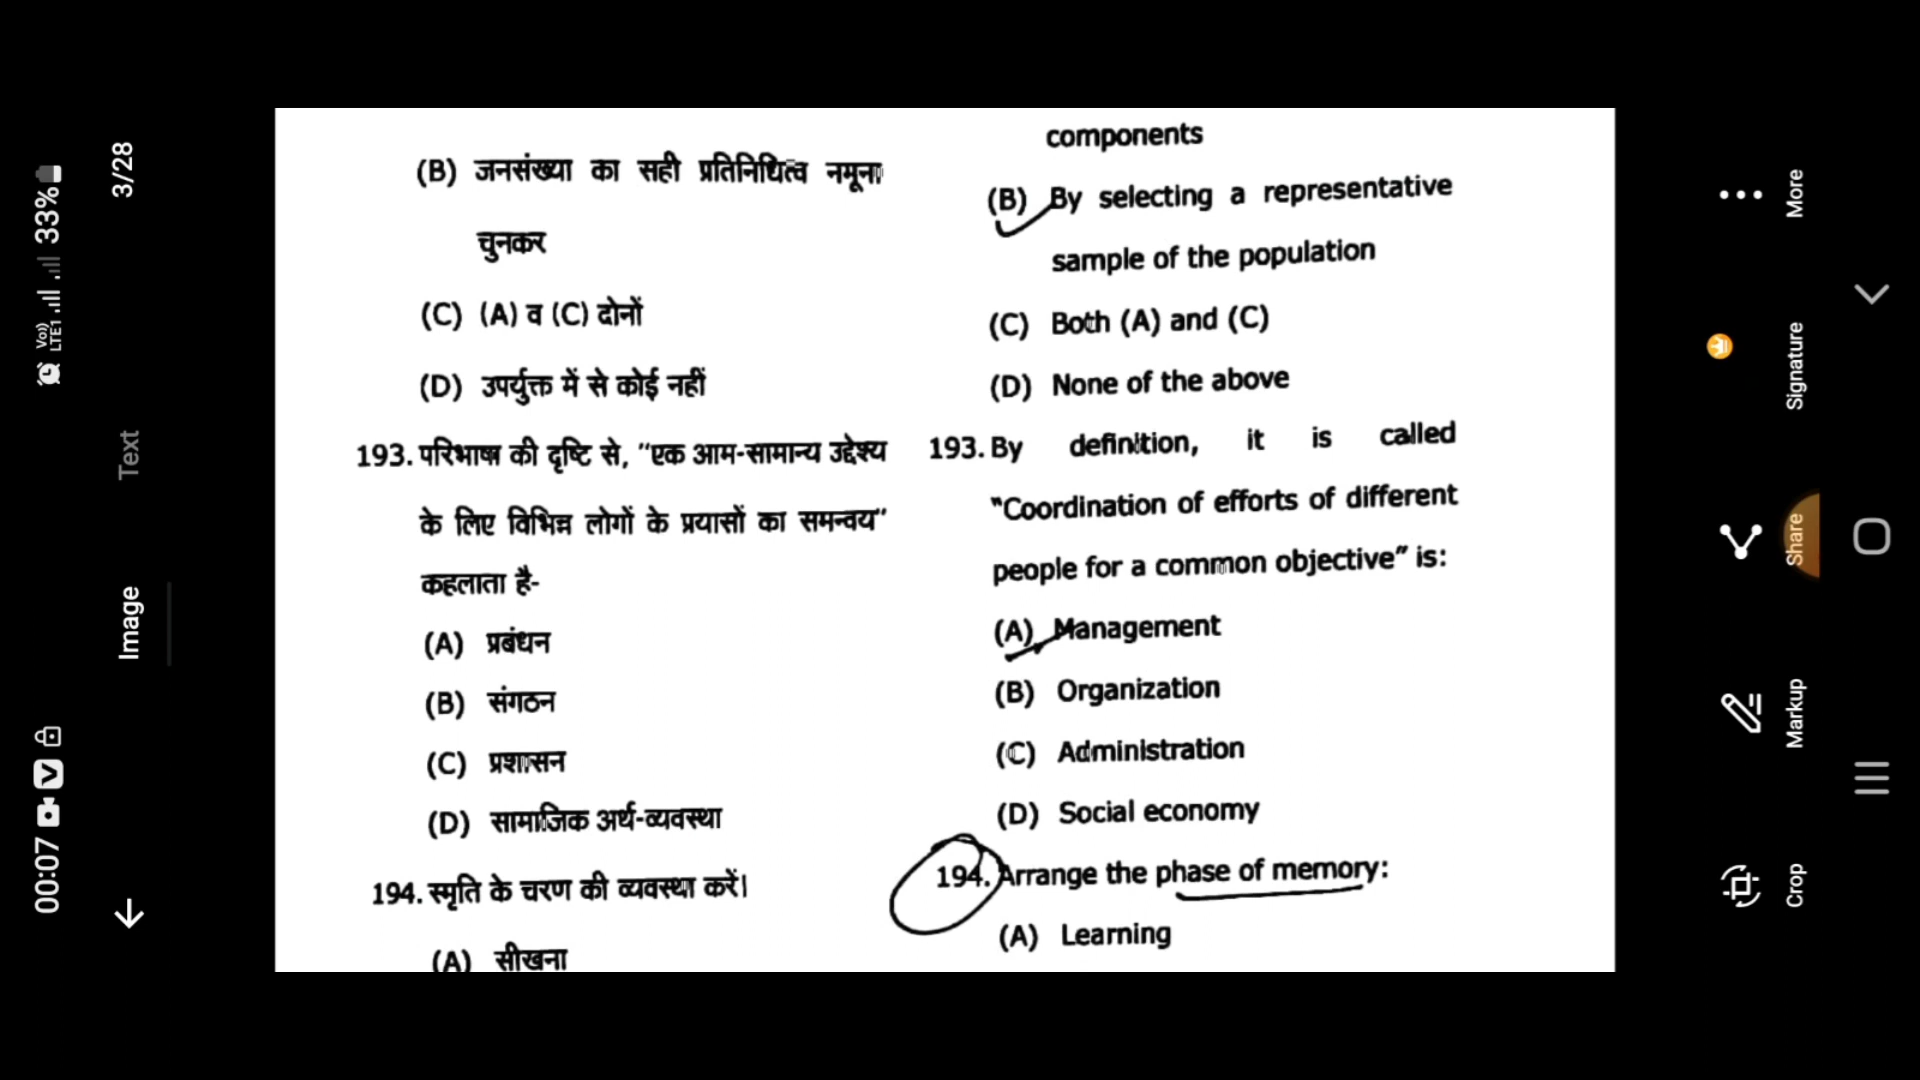 (B) जनसंख्या का सही प्रतिनिधित्व नमूना
चुनकर
(C) (A) व (C) दोनों
(D) उपर्युक्त में से कोई नहीं
193. परिभाषा की दृष्टि से, “एक आम-सामान्य उद्देश्य
के लिए विभिन्न लोगों के प्रयासों का समन्वय”
कहलाता है-
(A) प्रबंधन
(B) संगठन
(C) प्रशासन
(D) सामाजिक अर्थ-व्यवस्था
194. स्मृति के चरण की व्यवस्था करें।
(A) सीखना
components
(B) By selecting a representative
sample of the population
(C) Both (A) and (C)
(D) None of the above
193. By definition, it is called
"Coordination of efforts of different
people for a common objective" is:
(A) Management
(B) Organization
(C) Administration
(D) Social economy
194. Arrange the phase of memory:
(A) Learning
00:07
Vo)) LTE1
33%
3/28
Text
Image
More
Signature
Share
Markup
Crop